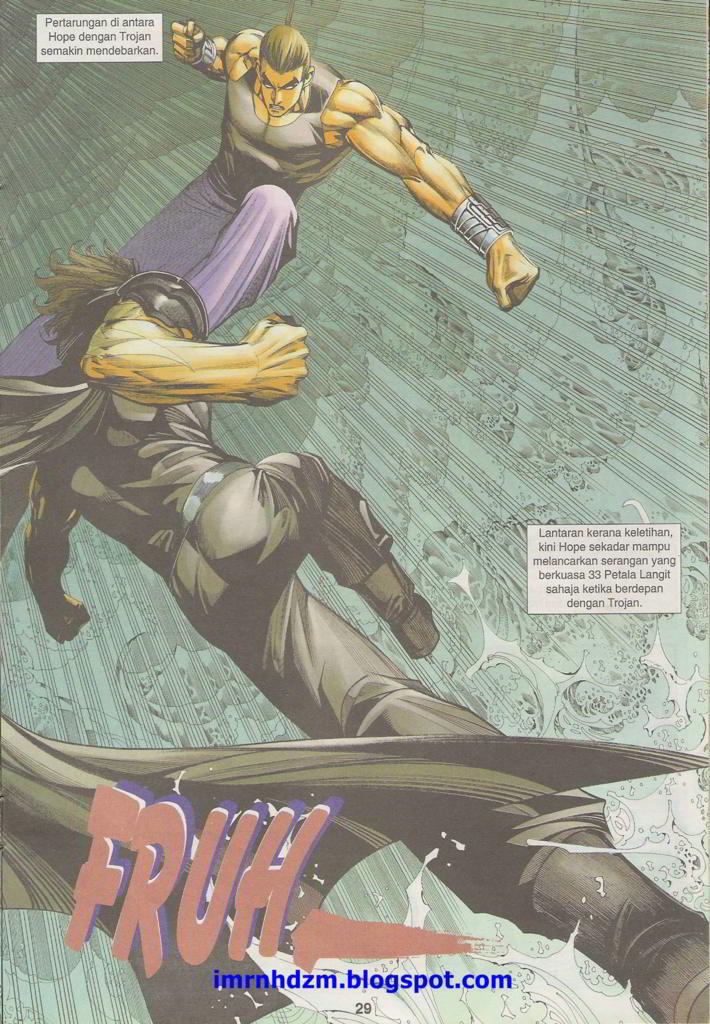 Pertarungan di antara
Hope dengan Trojan
semakin mendebarkan.
Lantaran kerana keletihan,
kini Hope sekadar mampu
melancarkan serangan yang
berkuasa 33 Petala Langit
sahaja ketika berdepan
dengan Trojan.
FRUH
imrnhdzm.blogspot.com
29